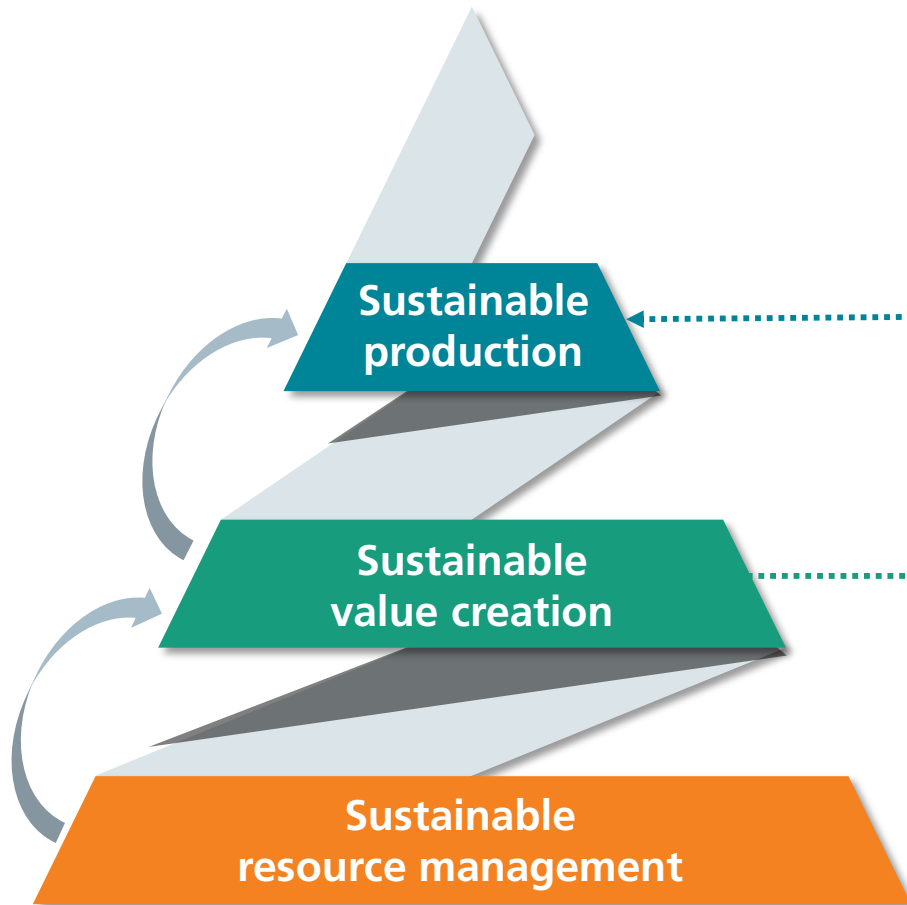 Sustainable
production
Sustainable
value creation
Sustainable
resource management